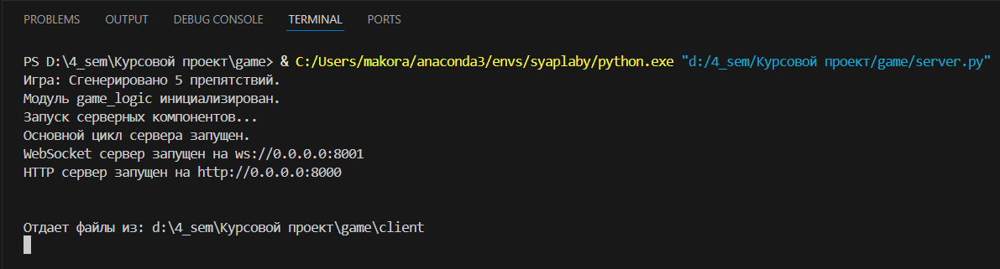 PROBLEMS OUTPUT DEBUG CONSOLE TERMINAL PORTS
PS D:\4_sem\Курсовой проект\game> & C:/Users/makora/anaconda3/envs/syaplaby/python.exe "d:/4_sem/Курсовой проект/game/server.py"
Игра: Сгенерировано 5 препятствий.
Модуль game_logic инициализирован.
Запуск серверных компонентов...
Основной цикл сервера запущен.
WebSocket сервер запущен на ws://0.0.0.0:8001
HTTP сервер запущен на http://0.0.0.0:8000
Отдает файлы из: d:\4_sem\Курсовой проект\game\client